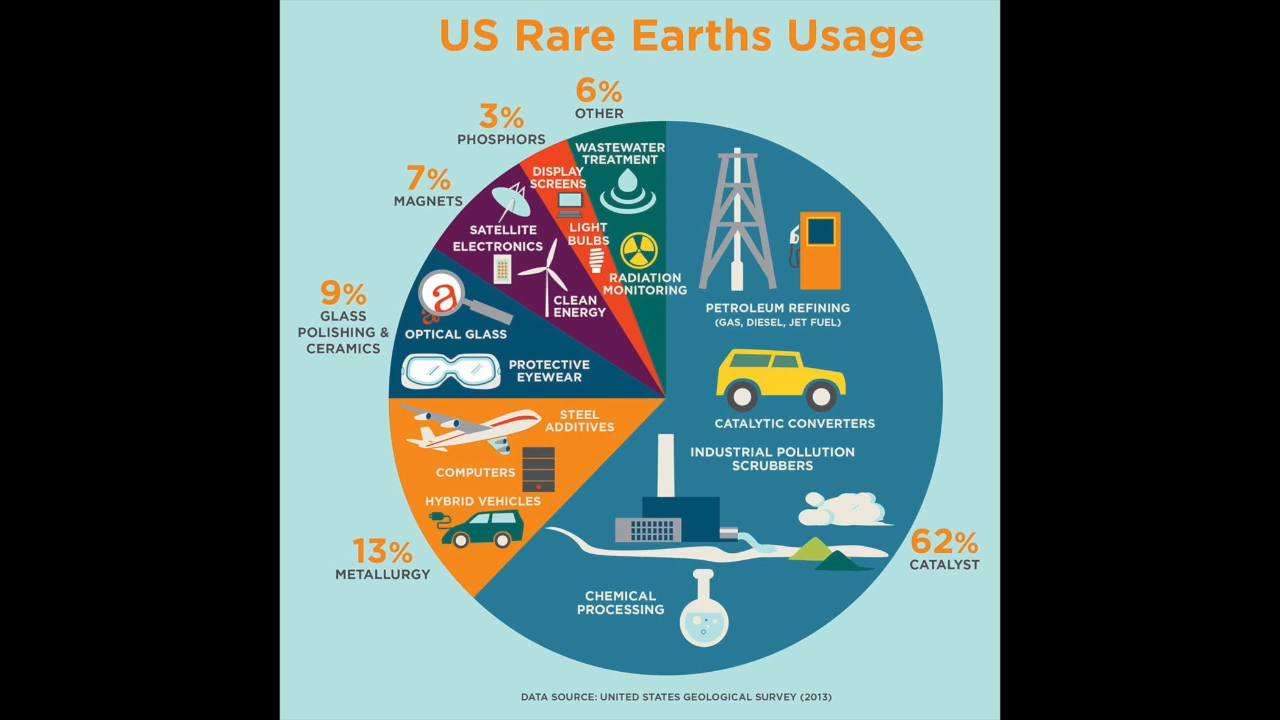 US Rare Earths Usage
6%
OTHER
3%
PHOSPHORS
7%
MAGNETS
9%
GLASS
POLISHING &
CERAMICS
13%
METALLURGY
62%
CATALYST
WASTEWATER
TREATMENT
RADIATION
MONITORING
DISPLAY
SCREENS
LIGHT
BULBS
SATELLITE
ELECTRONICS
CLEAN
ENERGY
a
a
OPTICAL GLASS
PROTECTIVE
EYEWEAR
STEEL
ADDITIVES
COMPUTERS
HYBRID VEHICLES
PETROLEUM REFINING
(GAS, DIESEL, JET FUEL)
CATALYTIC CONVERTERS
INDUSTRIAL POLLUTION
SCRUBBERS
CHEMICAL
PROCESSING
DATA SOURCE: UNITED STATES GEOLOGICAL SURVEY (2013)